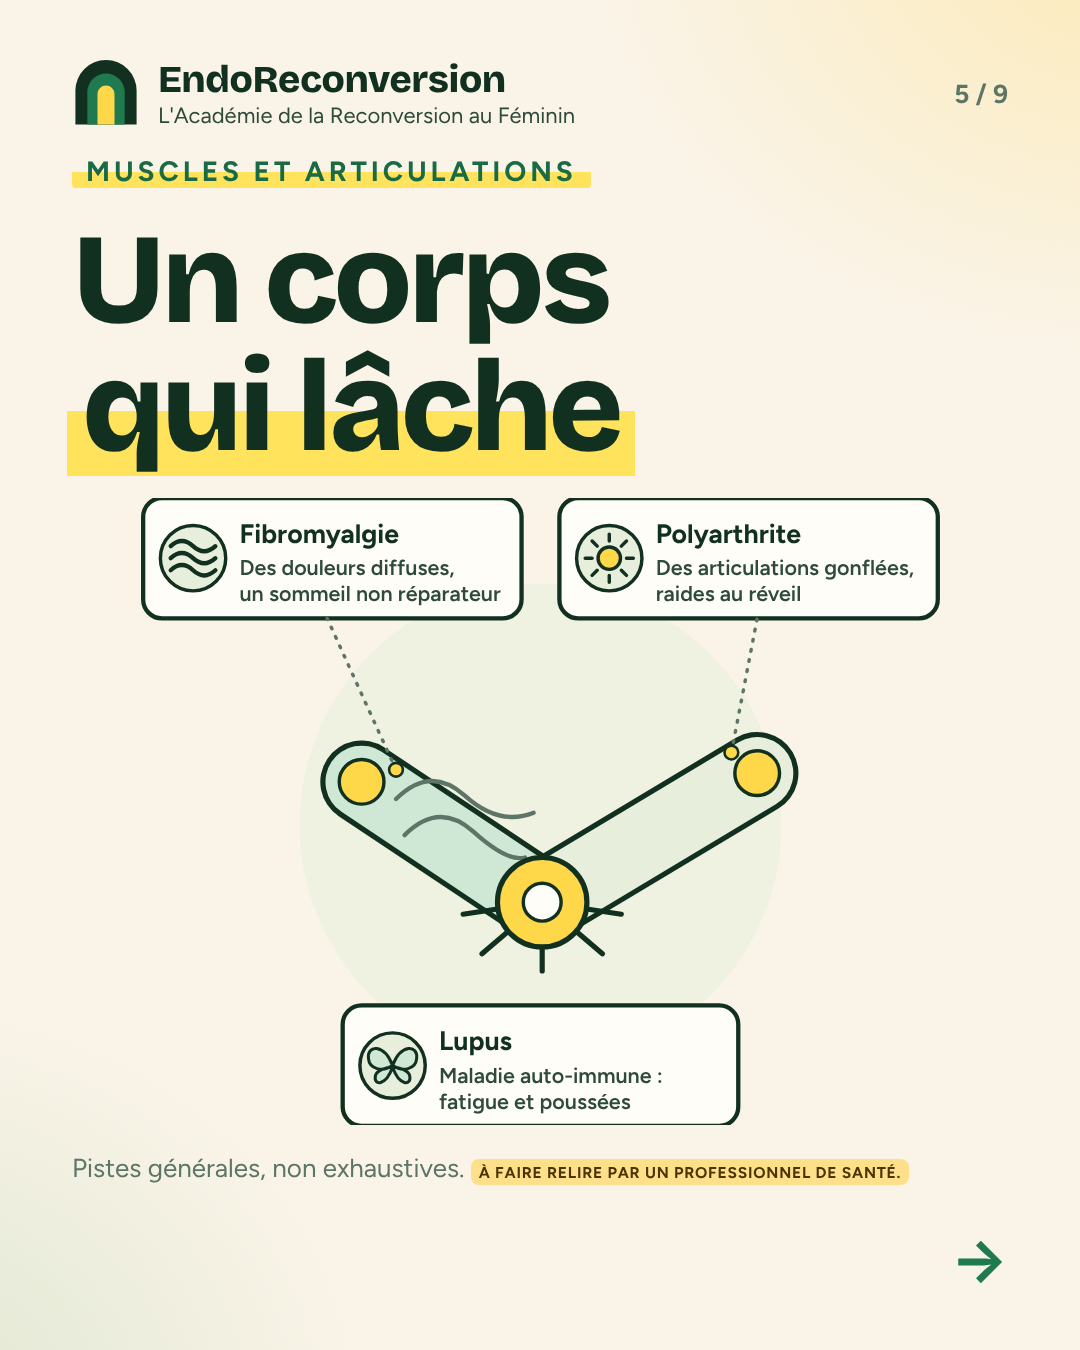 EndoReconversion
L'Académie de la Reconversion au Féminin
5 / 9
MUSCLES ET ARTICULATIONS
Un corps
qui lâche
Fibromyalgie
Des douleurs diffuses,
un sommeil non réparateur
Polyarthrite
Des articulations gonflées,
raides au réveil
Lupus
Maladie auto-immune :
fatigue et poussées
Pistes générales, non exhaustives. À FAIRE RELIRE PAR UN PROFESSIONNEL DE SANTÉ.